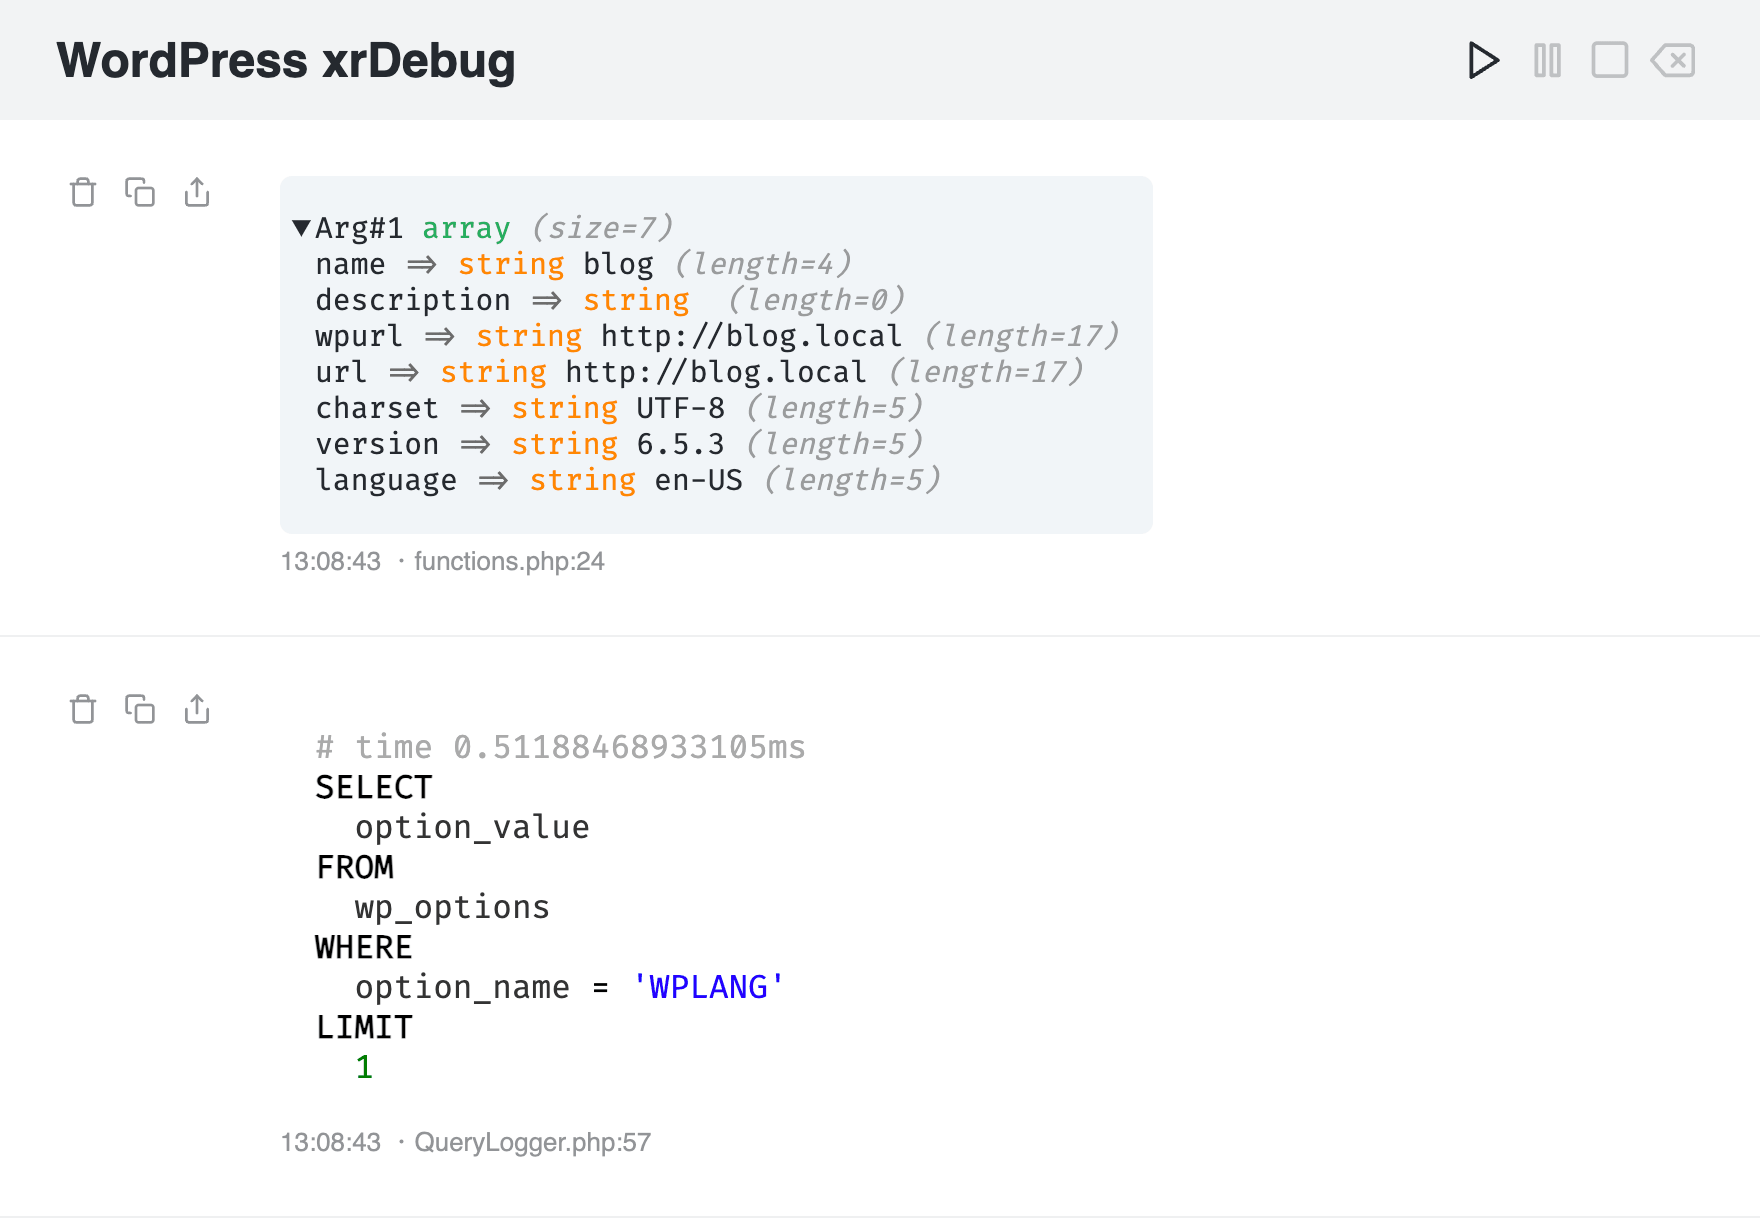 WordPress xrDebug
▼Arg#1 array (size=7)
name => string blog (length=4)
description => string  (length=0)
wpurl => string http://blog.local (length=17)
url => string http://blog.local (length=17)
charset => string UTF-8 (length=5)
version => string 6.5.3 (length=5)
language => string en-US (length=5)
13:08:43 · functions.php:24
# time 0.51188468933105ms
SELECT
  option_value
FROM
  wp_options
WHERE
  option_name = 'WPLANG'
LIMIT
  1
13:08:43 · QueryLogger.php:57